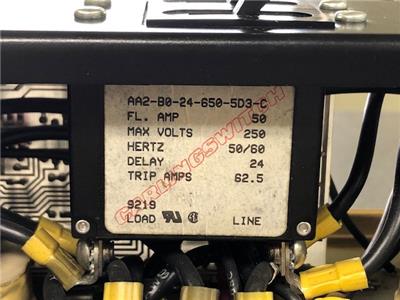 AA2-B0-24-650-5D3-C
FL. AMP 50
MAX VOLTS 250
HERTZ 50/60
DELAY 24
TRIP AMPS 62.5
9219
LOAD LINE
CARLINGSWITCH